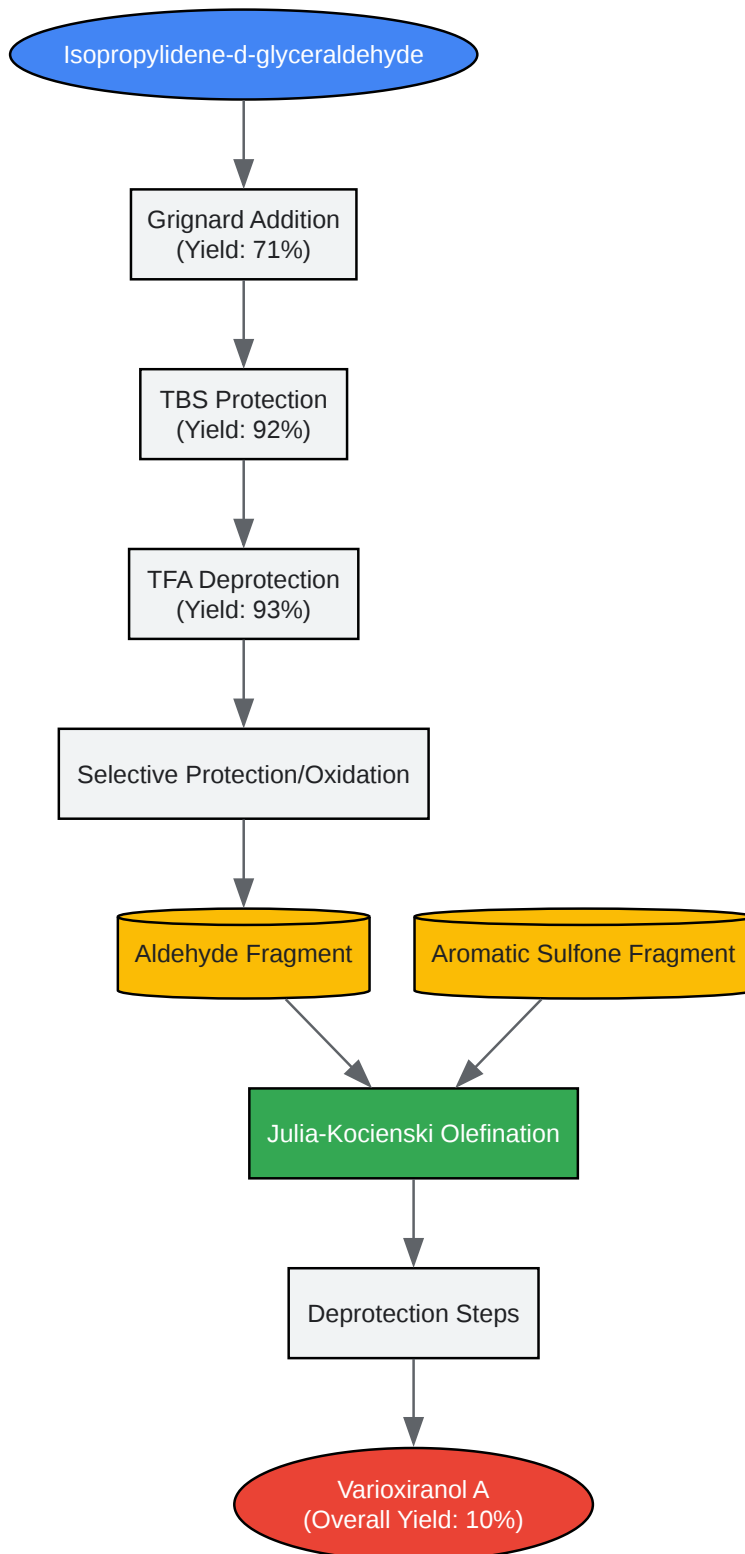 Isopropylidene-d-glyceraldehyde
Grignard Addition
(Yield: 71%)
TBS Protection
(Yield: 92%)
TFA Deprotection
(Yield: 93%)
Selective Protection/Oxidation
Aldehyde Fragment
Aromatic Sulfone Fragment
Julia-Kocienski Olefination
Deprotection Steps
Varioxiranol A
(Overall Yield: 10%)